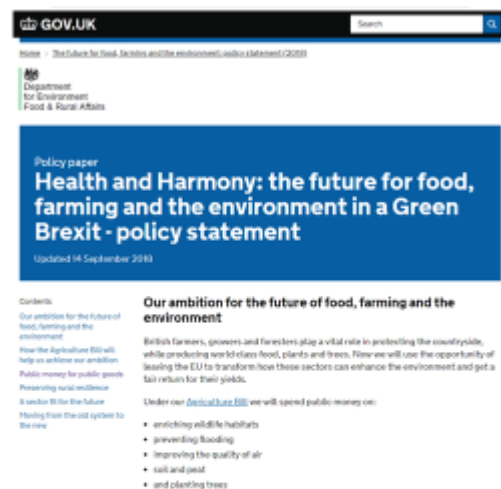 GOV.UK
Search
Home > The future for food, farming and the environment: policy statement (2018)
Department
for Environment
Food & Rural Affairs
Policy paper
Health and Harmony: the future for food,
farming and the environment in a Green
Brexit - policy statement
Updated 14 September 2018
Contents
Our ambition for the future of
food, farming and the
environment
How the Agriculture Bill will
help us achieve our ambition
Public money for public goods
Preserving rural resilience
A sector fit for the future
Moving from the old system to
the new
Our ambition for the future of food, farming and the
environment
British farmers, growers and foresters play a vital role in protecting the countryside,
while producing world class food, plants and trees. Now we will use the opportunity of
leaving the EU to transform how these sectors can enhance the environment and get a
fair return for their yields.
Under our Agriculture Bill we will spend public money on:
• enriching wildlife habitats
• preventing flooding
• improving the quality of air
• soil and peat
• and planting trees